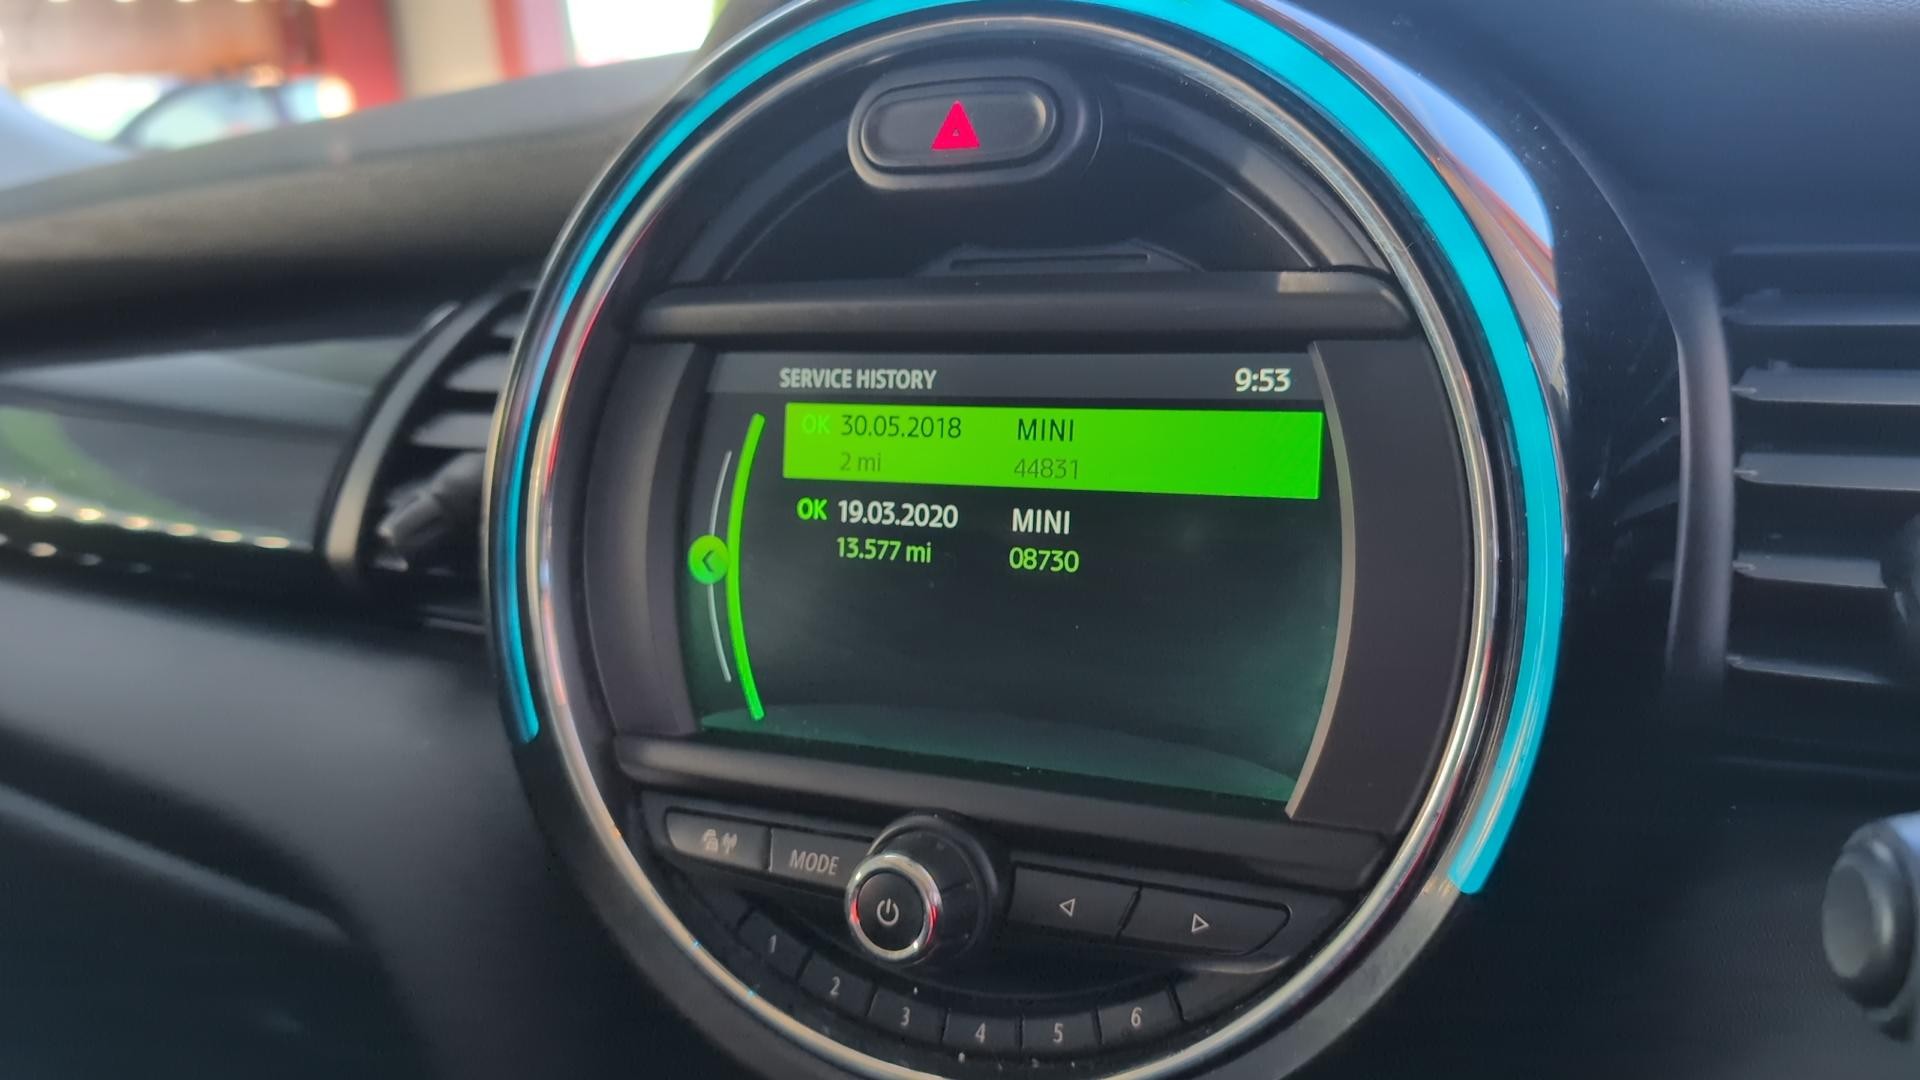 SERVICE HISTORY 9:53
OK 30.05.2018 MINI
2 mi 44831
OK 19.03.2020 MINI
13.577 mi 08730
MODE
1 2 3 4 5 6